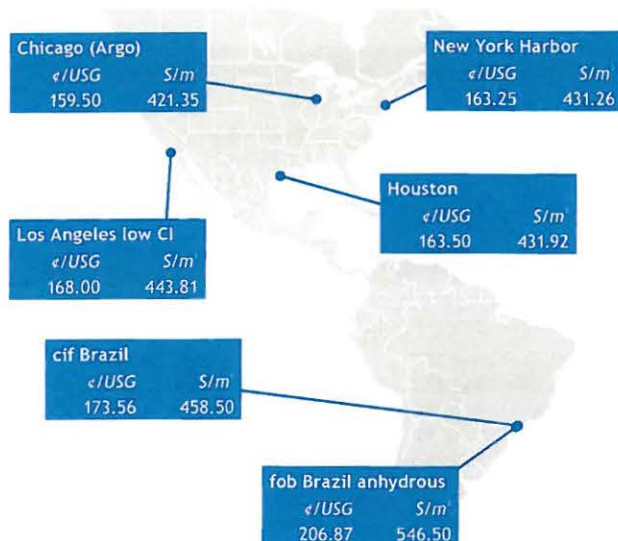 Chicago (Argo)
¢/USG $/m³
159.50 421.35
New York Harbor
¢/USG $/m³
163.25 431.26
Houston
¢/USG $/m³
163.50 431.92
Los Angeles low CI
¢/USG $/m³
168.00 443.81
cif Brazil
¢/USG $/m³
173.56 458.50
fob Brazil anhydrous
¢/USG $/m³
206.87 546.50